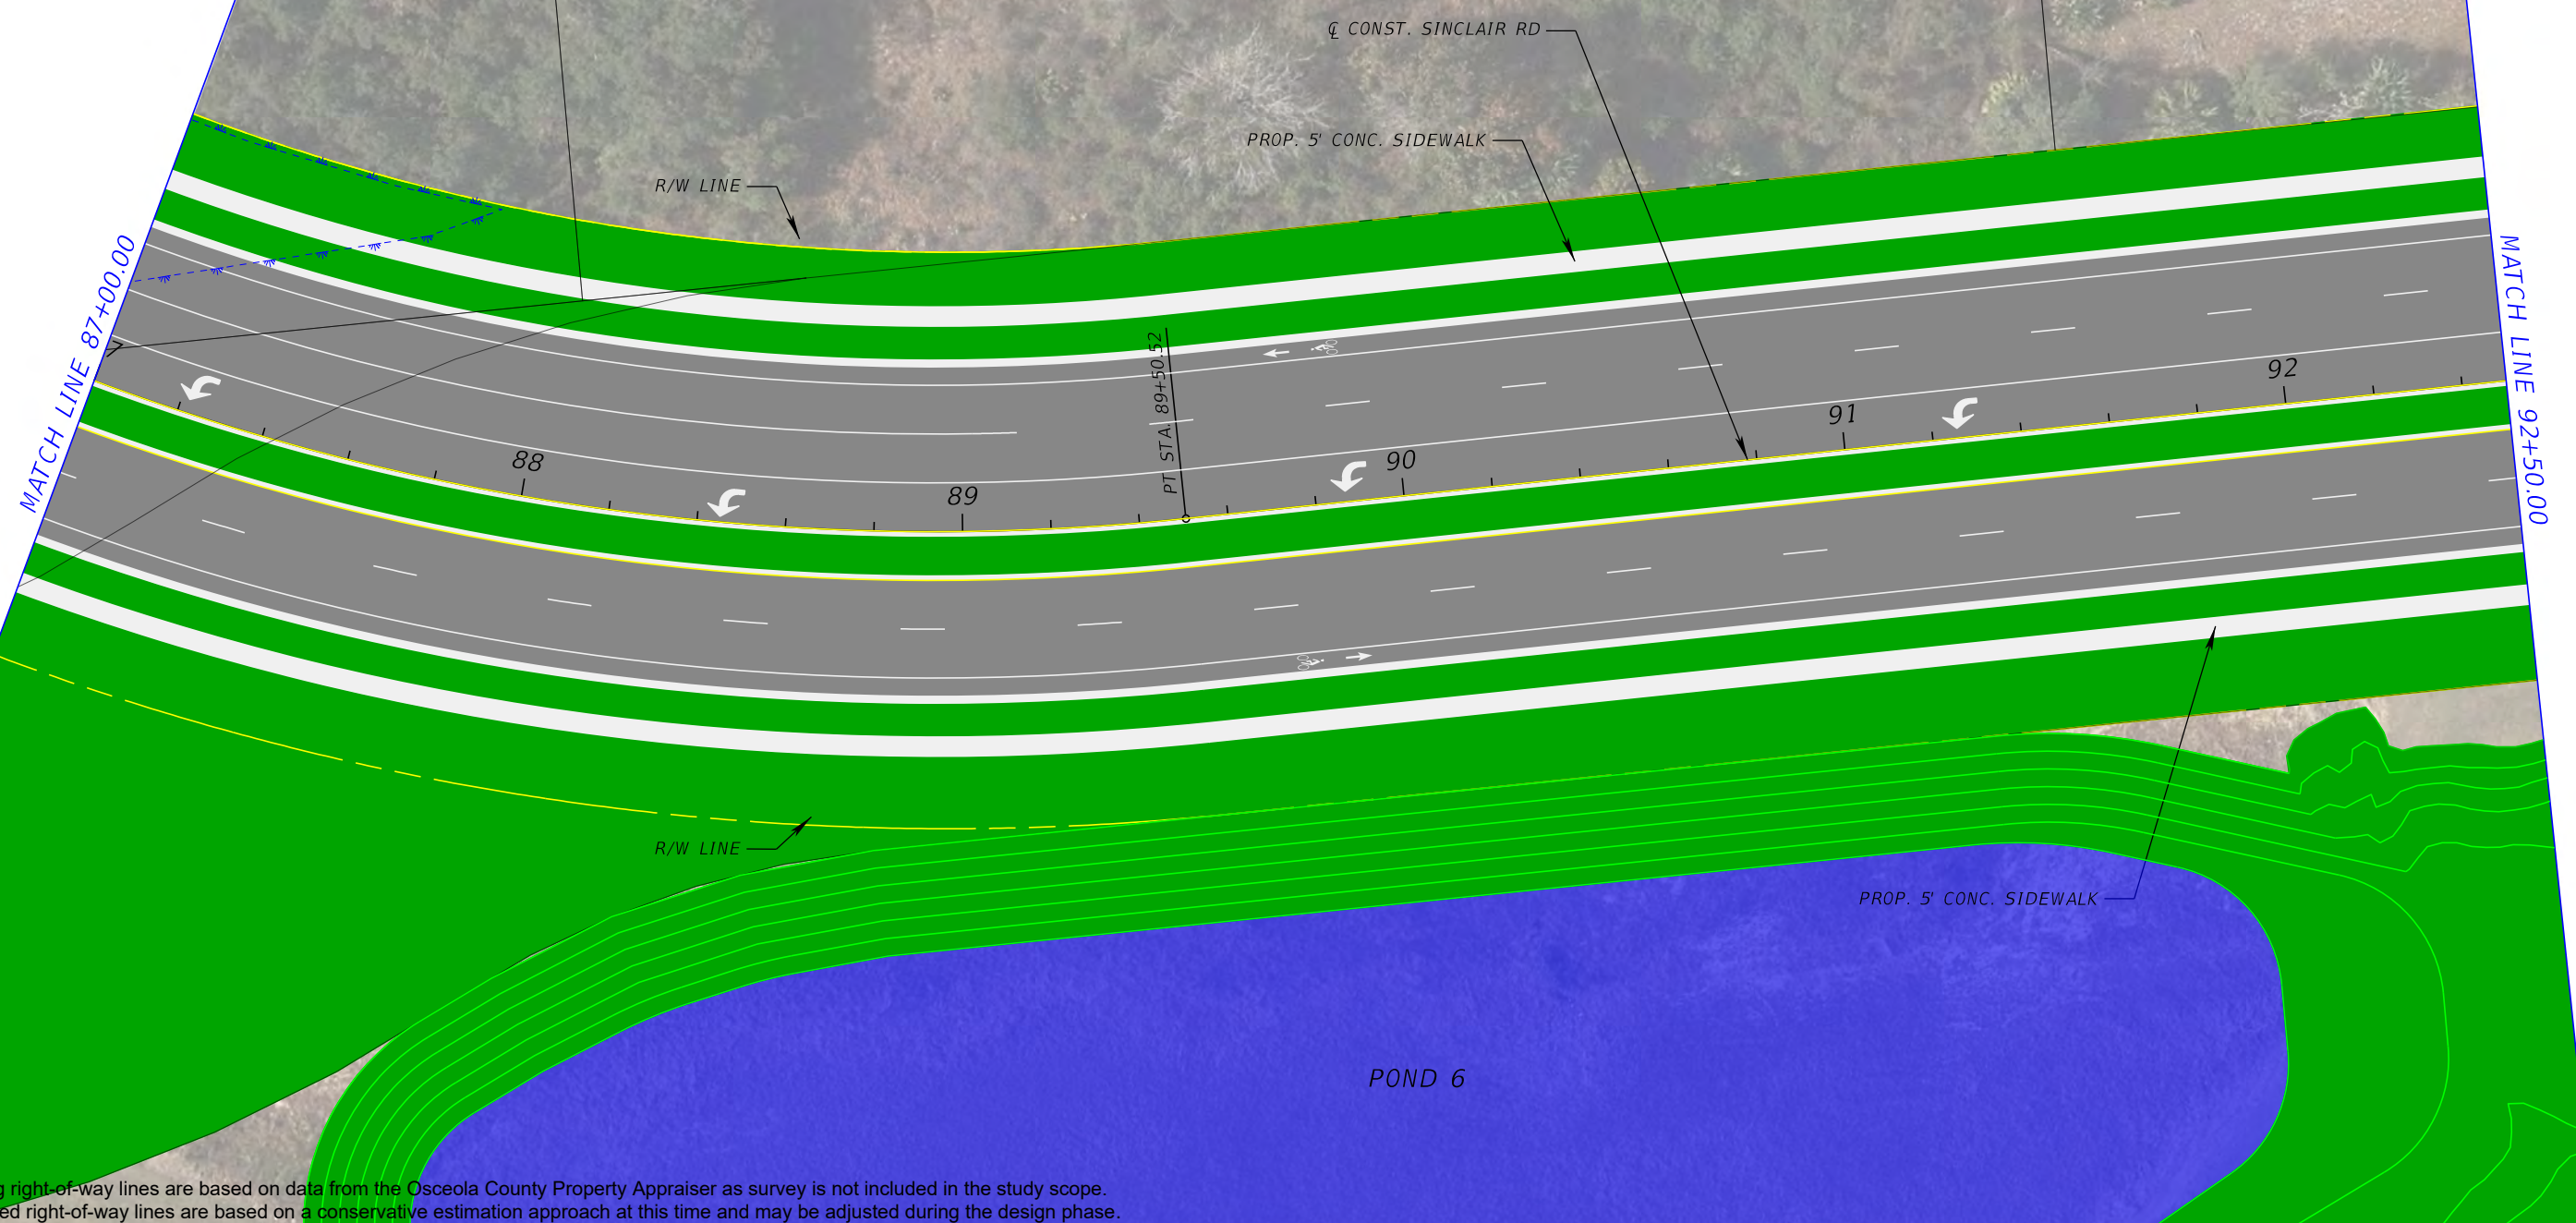 ℄ CONST. SINCLAIR RD
PROP. 5' CONC. SIDEWALK
R/W LINE
MATCH LINE 87+00.00
MATCH LINE 92+50.00
PT STA. 89+50.52
88
89
90
91
92
R/W LINE
PROP. 5' CONC. SIDEWALK
POND 6
right-of-way lines are based on data from the Osceola County Property Appraiser as survey is not included in the study scope.
right-of-way lines are based on a conservative estimation approach at this time and may be adjusted during the design phase.